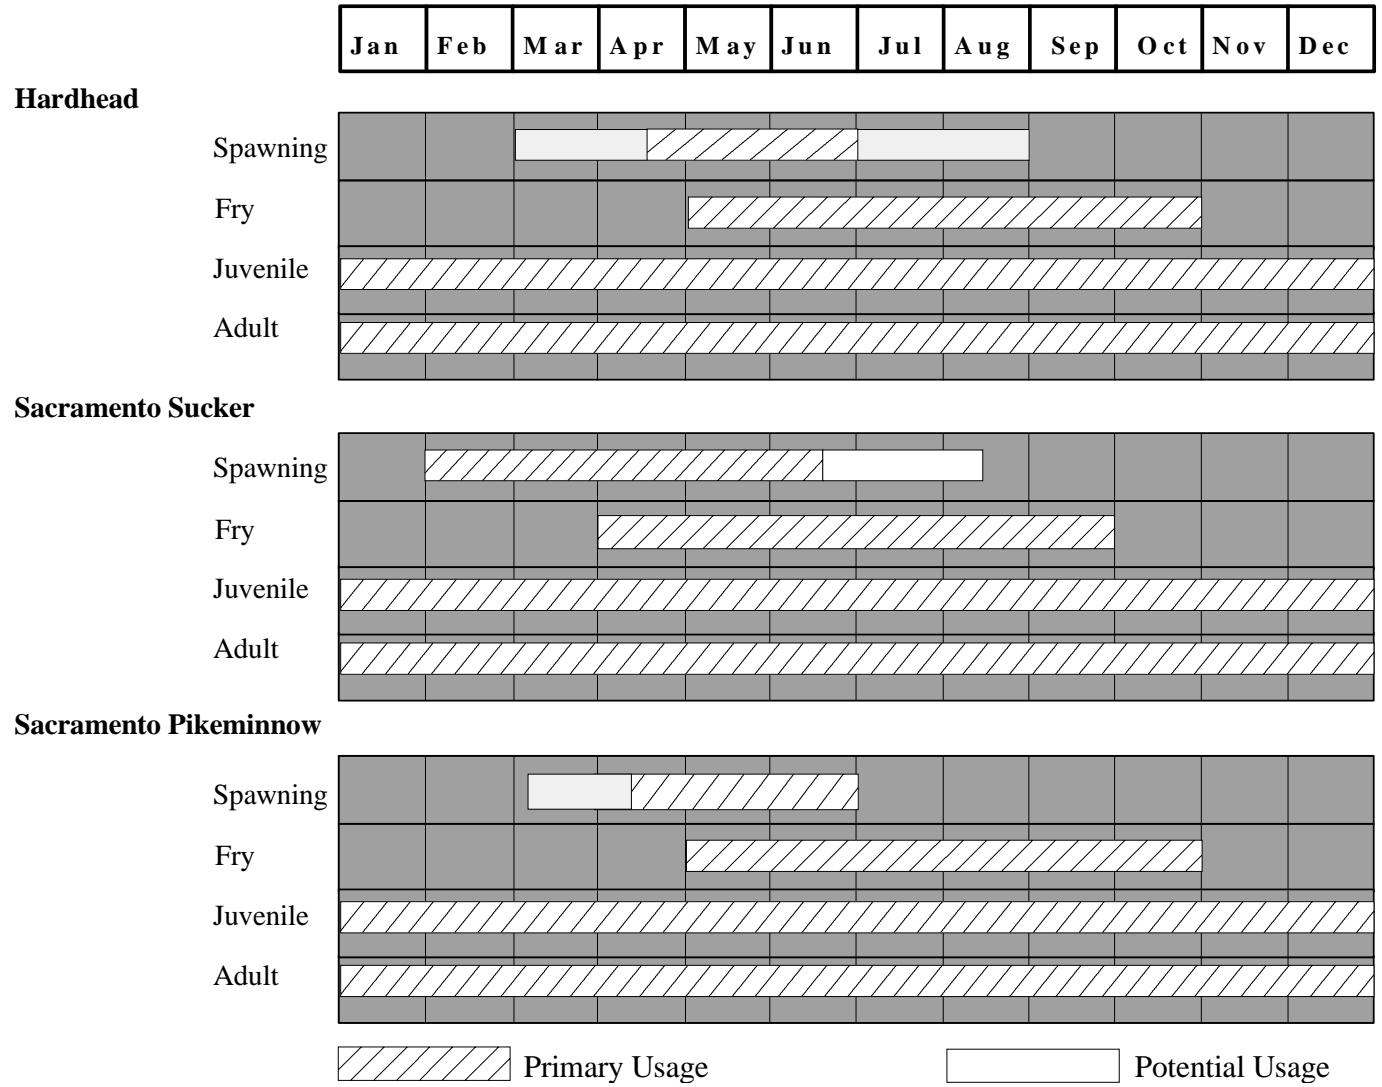 Jan Feb Mar Apr May Jun Jul Aug Sep Oct Nov Dec
Hardhead
Spawning
Fry
Juvenile
Adult
Sacramento Sucker
Spawning
Fry
Juvenile
Adult
Sacramento Pikeminnow
Spawning
Fry
Juvenile
Adult
Primary Usage Potential Usage